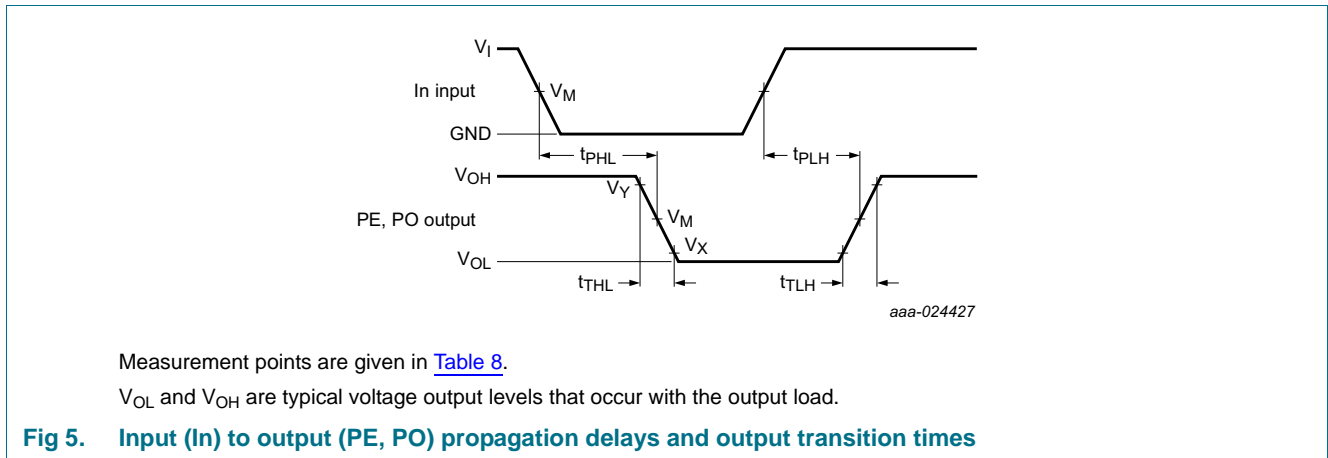 VI
In input
VM
GND
tPHL
tPLH
VOH
VY
PE, PO output
VM
VX
VOL
tTHL
tTLH
aaa-024427
Measurement points are given in Table 8.
VOL and VOH are typical voltage output levels that occur with the output load.
Fig 5. Input (In) to output (PE, PO) propagation delays and output transition times